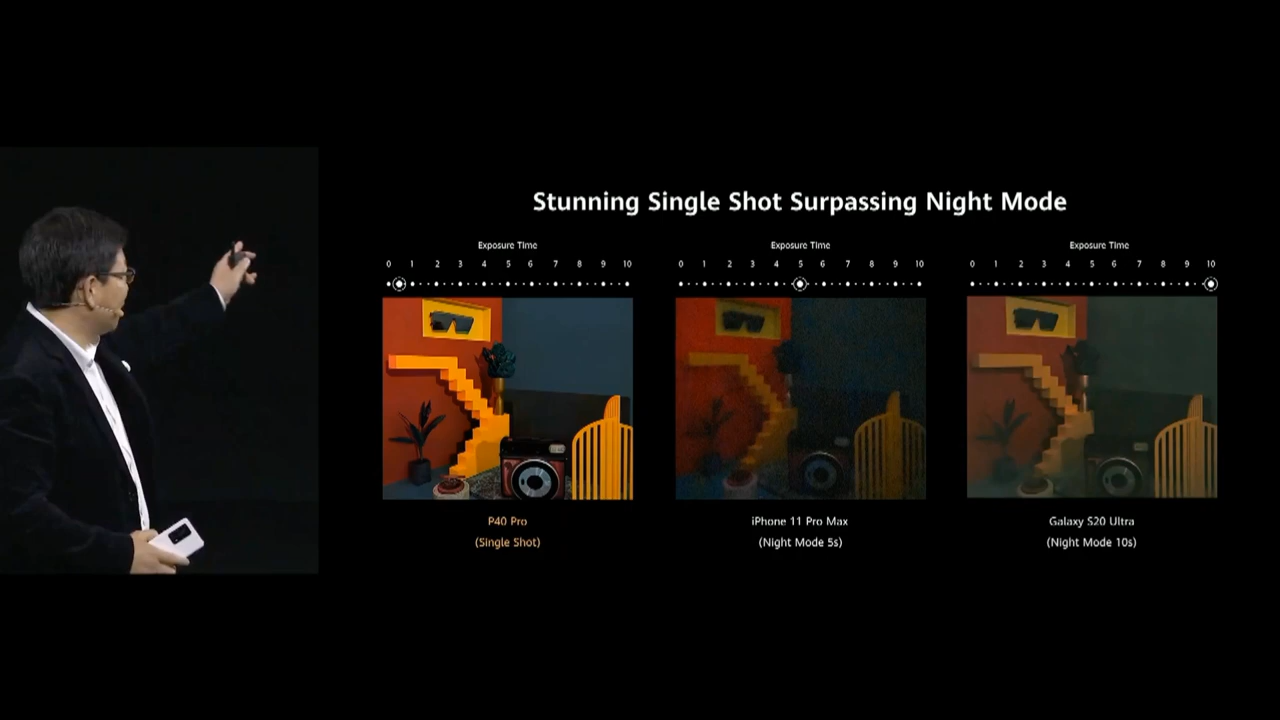 Stunning Single Shot Surpassing Night Mode
Exposure Time
0 1 2 3 4 5 6 7 8 9 10
P40 Pro
(Single Shot)
Exposure Time
0 1 2 3 4 5 6 7 8 9 10
iPhone 11 Pro Max
(Night Mode 5s)
Exposure Time
0 1 2 3 4 5 6 7 8 9 10
Galaxy S20 Ultra
(Night Mode 10s)